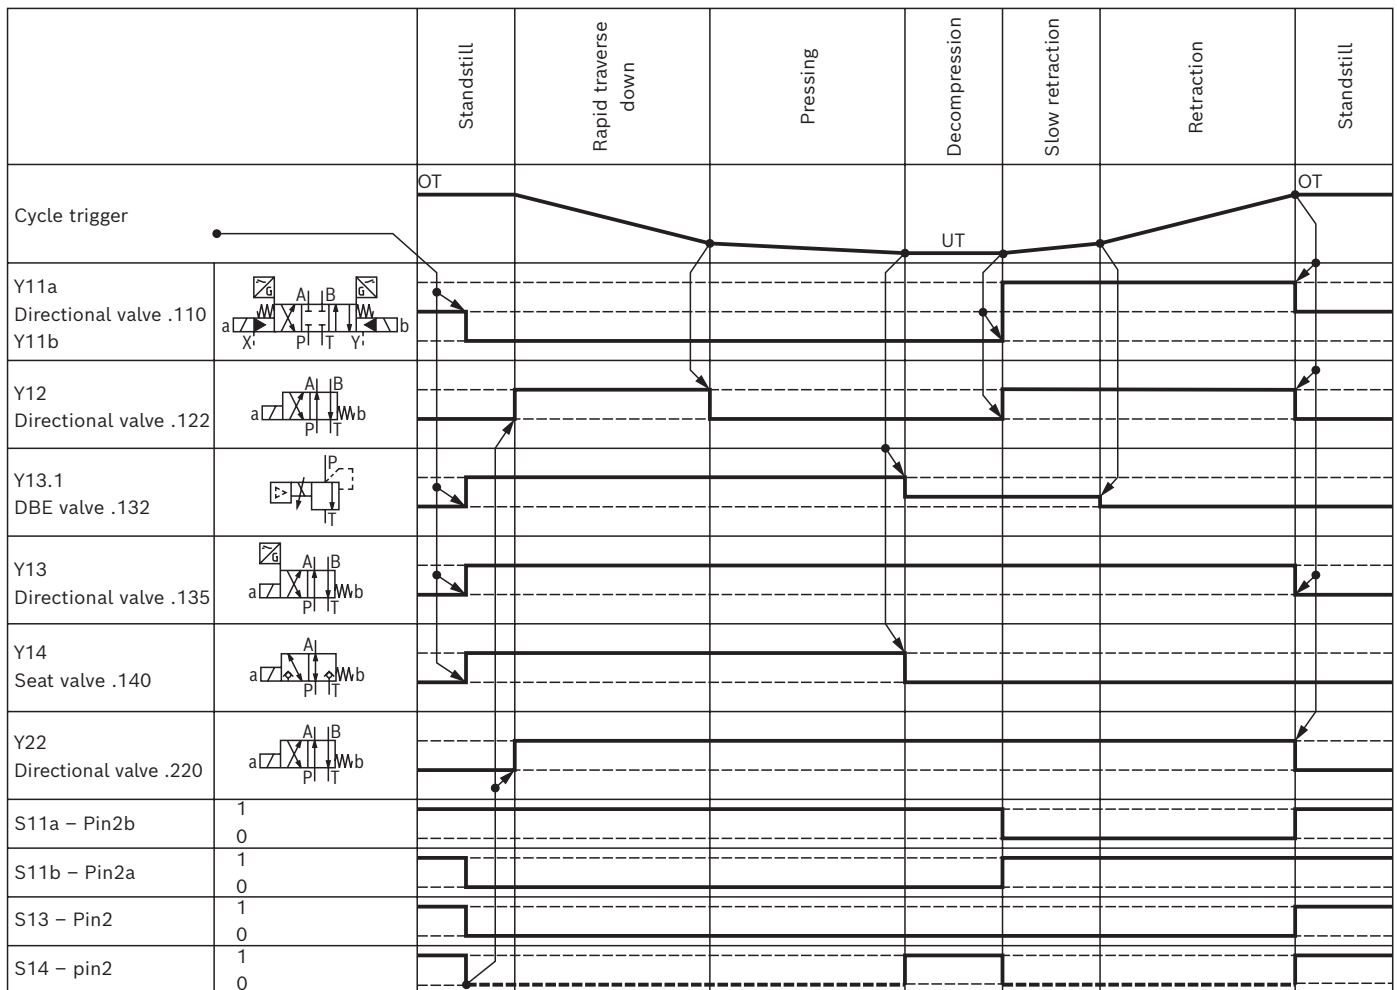 Standstill
Rapid traverse
down
Pressing
Decompression
Slow retraction
Retraction
Standstill
Cycle trigger
OT
UT
OT
Y11a
Directional valve .110
Y11b
G
G
A B
a b
X P T Y
Y12
Directional valve .122
A B
a b
P T
Y13.1
DBE valve .132
P
T
Y13
Directional valve .135
G
A B
a b
P T
Y14
Seat valve .140
A
a b
P T
Y22
Directional valve .220
A B
a b
P T
S11a – Pin2b
1
0
S11b – Pin2a
1
0
S13 – Pin2
1
0
S14 – pin2
1
0